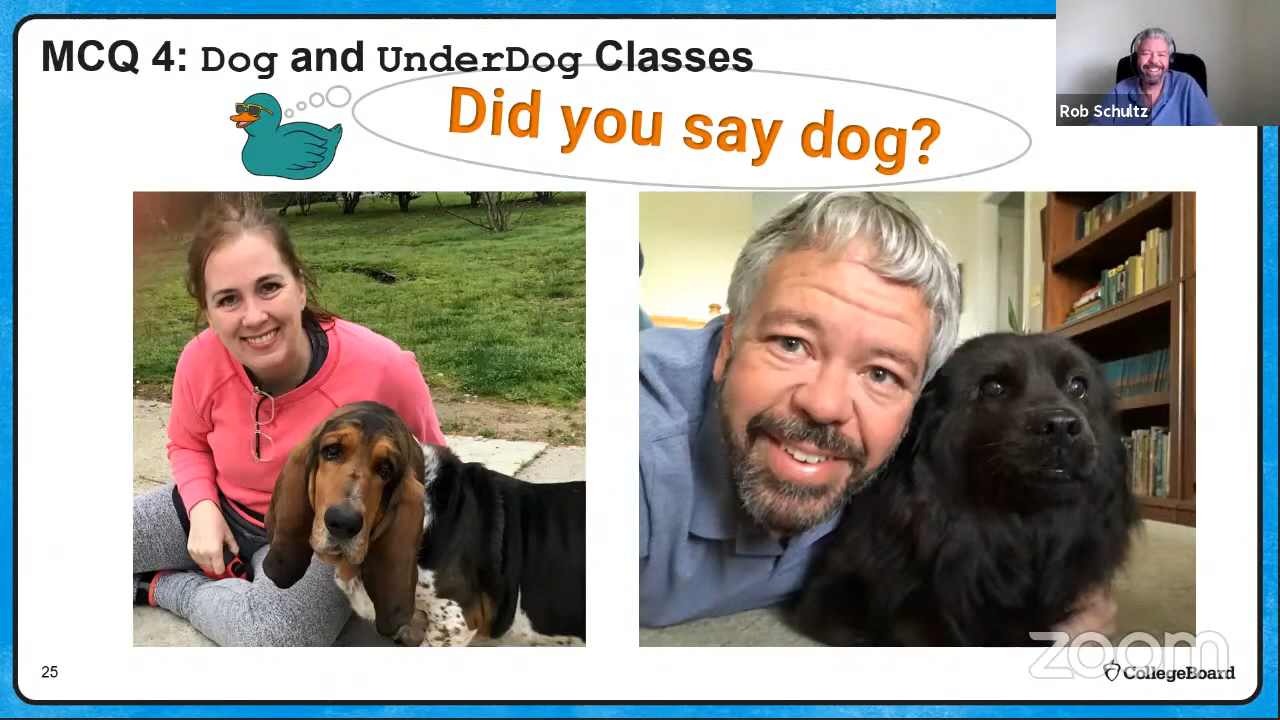 MCQ 4: Dog and UnderDog Classes
Rob Schultz
Did you say dog?
zoom
25
CollegeBoard